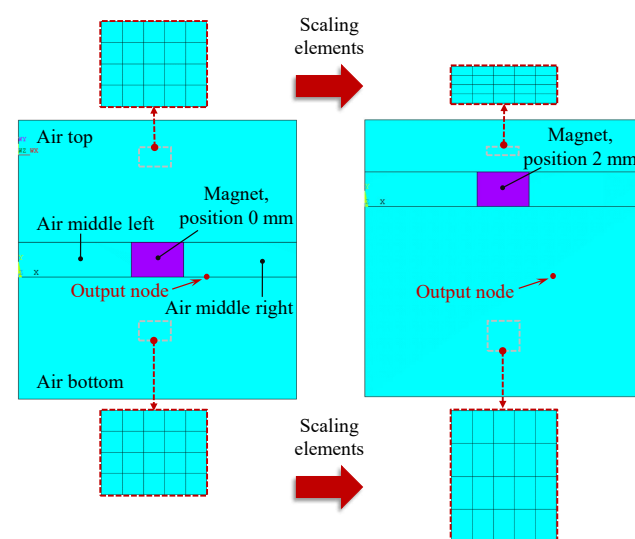 Scaling
elements
Air top
Magnet,
position 0 mm
Air middle left
X
Output node
Air middle right
Air bottom
Magnet,
position 2 mm
X
Output node
Scaling
elements